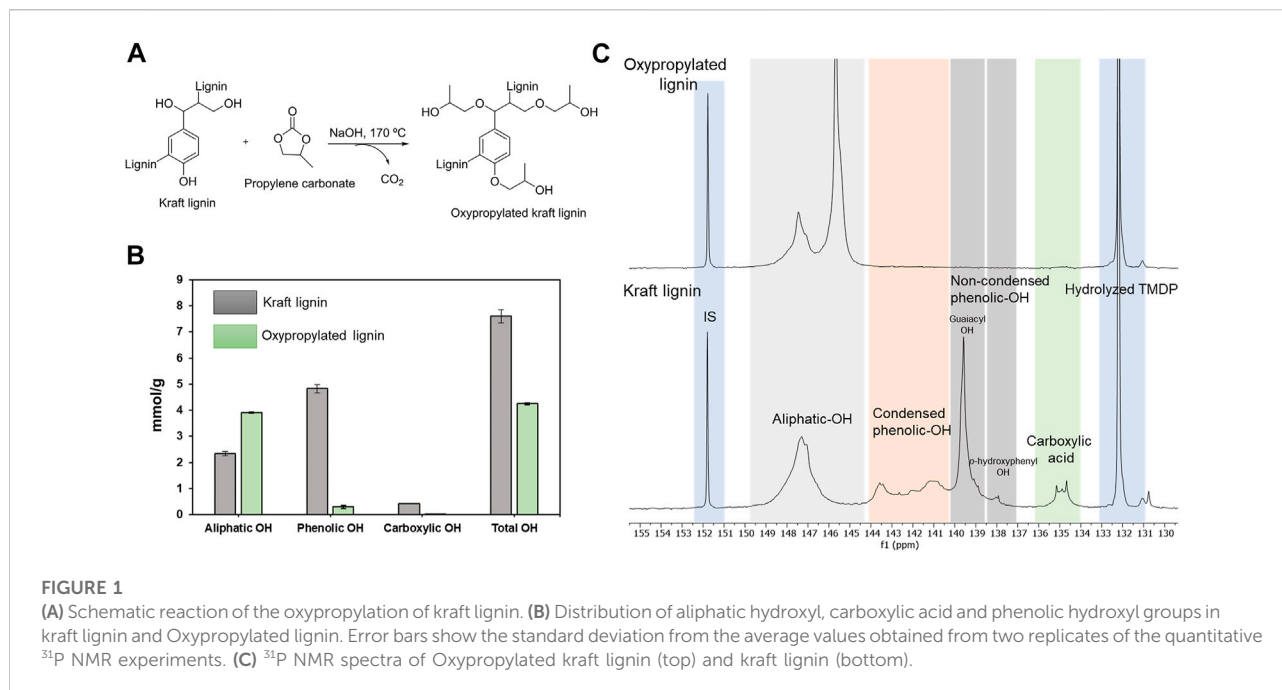 A
Lignin
HO
OH
Lignin
OH
Kraft lignin
+
O
O
O
Propylene carbonate
NaOH, 170 ºC
CO2
Lignin
HO
O
O
OH
Lignin
O
OH
Oxypropylated kraft lignin
B
9
8
7
6
5
4
3
2
1
0
mmol/g
Kraft lignin
Oxypropylated lignin
Aliphatic OH Phenolic OH Carboxylic OH Total OH
C
Oxypropylated
lignin
Kraft lignin
IS
Aliphatic-OH
Condensed
phenolic-OH
Non-condensed
phenolic-OH
Guaiacyl
OH
p-hydroxyphenyl
OH
Carboxylic
acid
Hydrolyzed TMDP
155 154 153 152 151 150 149 148 147 146 145 144 143 142 141 140 139 138 137 136 135 134 133 132 131 130
f1 (ppm)
FIGURE 1
(A) Schematic reaction of the oxypropylation of kraft lignin. (B) Distribution of aliphatic hydroxyl, carboxylic acid and phenolic hydroxyl groups in
kraft lignin and Oxypropylated lignin. Error bars show the standard deviation from the average values obtained from two replicates of the quantitative
31P NMR experiments. (C) 31P NMR spectra of Oxypropylated kraft lignin (top) and kraft lignin (bottom).